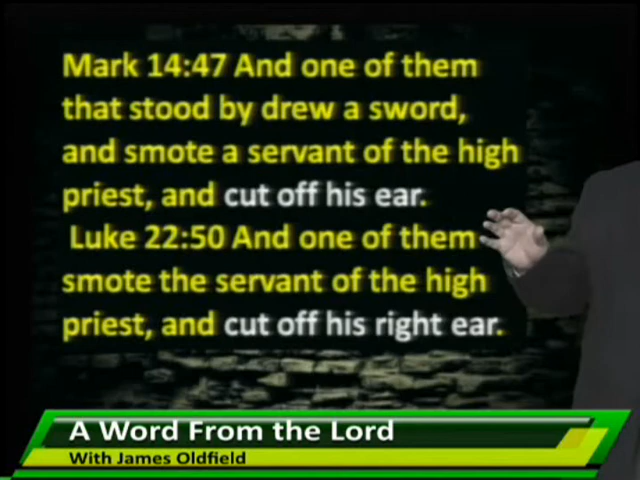 Mark 14:47 And one of them
that stood by drew a sword,
and smote a servant of the high
priest, and cut off his ear.
Luke 22:50 And one of them
smote the servant of the high
priest, and cut off his right ear.
A Word From the Lord
With James Oldfield